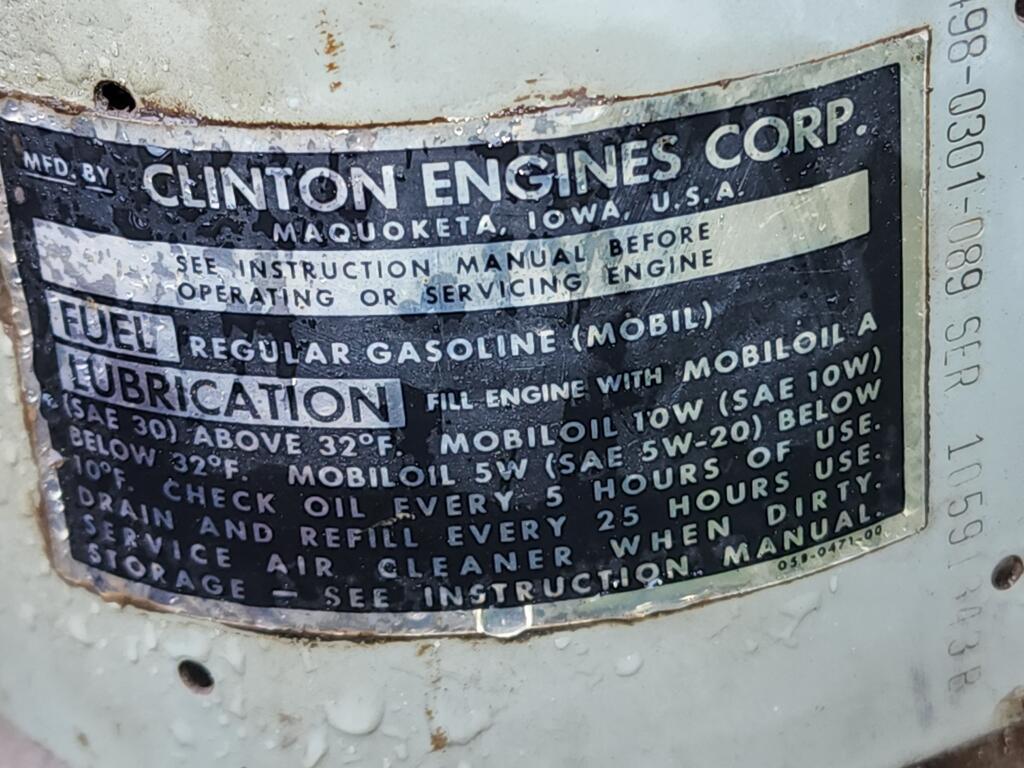 MFD. BY CLINTON ENGINES CORP.
MAQUOKETA, IOWA, U.S.A.
SEE INSTRUCTION MANUAL BEFORE
OPERATING OR SERVICING ENGINE
FUEL REGULAR GASOLINE (MOBIL)
LUBRICATION FILL ENGINE WITH MOBILOIL A
(SAE 30) ABOVE 32°F. MOBILOIL 10W (SAE 10W)
BELOW 32°F. MOBILOIL 5W (SAE 5W-20) BELOW
10°F. CHECK OIL EVERY 5 HOURS OF USE.
DRAIN AND REFILL EVERY 25 HOURS USE.
SERVICE AIR CLEANER WHEN DIRTY.
STORAGE — SEE INSTRUCTION MANUAL.
058-0471-00
498-0301-089 SER